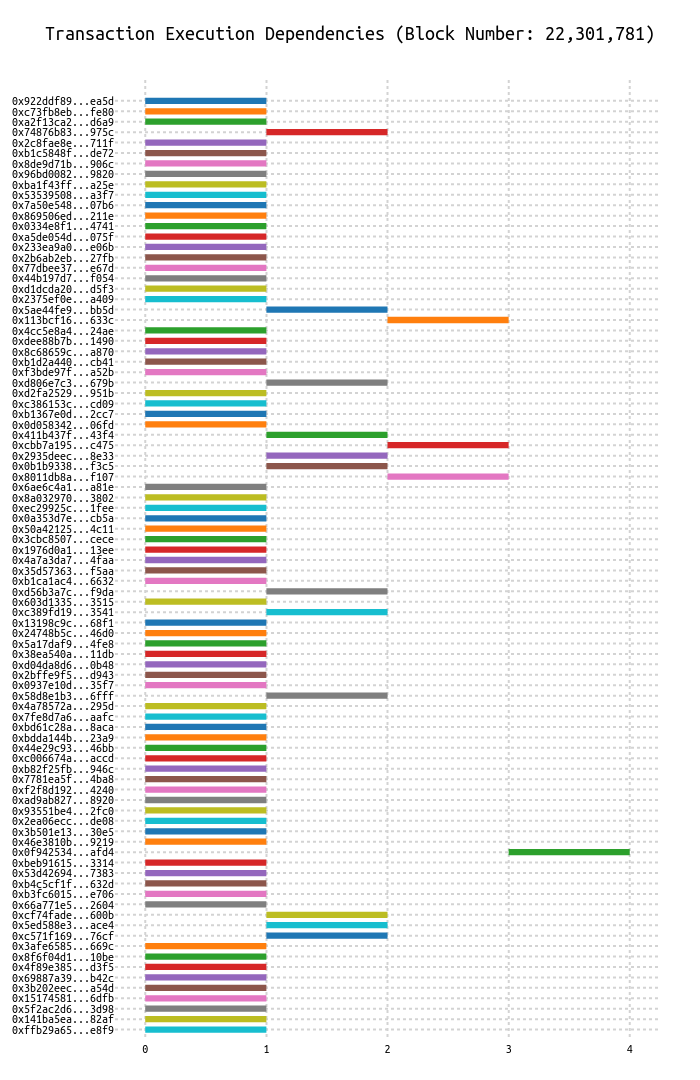 Transaction Execution Dependencies (Block Number: 22,301,781)
0x922ddf89...ea5d
0xc73fb8eb...fe80
0xa2f13ca2...d6a9
0x74876b83...975c
0x2c8fae8e...711f
0xb1c5848f...de72
0x8de9d71b...906c
0x96bd0082...9820
0xba1f43ff...a25e
0x53539508...a3f7
0x7a50e548...07b6
0x869506ed...211e
0x0334e8f1...4741
0xa5de054d...075f
0x233ea9a0...e06b
0x2b6ab2eb...27fb
0x77dbee37...e67d
0x44b197d7...f054
0xd1dcda20...d5f3
0x2375ef0e...a409
0x5ae44fe9...bb5d
0x113bcf16...633c
0x4cc5e8a4...24ae
0xdee88b7b...1490
0x8c68659c...a870
0xb1d2a440...cb41
0xf3bde97f...a52b
0xd806e7c3...679b
0xd2fa2529...951b
0xc386153c...cd09
0xb1367e0d...2cc7
0x0d058342...06fd
0x411b437f...43f4
0xcbb7a195...c475
0x2935deec...8e33
0x0b1b9338...f3c5
0x8011db8a...f107
0x6ae6c4a1...a81e
0x8a032970...3802
0xec29925c...1fee
0x0a353d7e...cb5a
0x50a42125...4c11
0x3cbc8507...cece
0x1976d0a1...13ee
0x4a7a3da7...4faa
0x35d57363...f5aa
0xb1ca1ac4...6632
0xd56b3a7c...f9da
0x603d1335...3515
0xc389fd19...3541
0x13198c9c...68f1
0x24748b5c...46d0
0x5a17daf9...4fe8
0x38ea540a...11db
0xd04da8d6...0b48
0x2bffe9f5...d943
0x0937e10d...35f7
0x58d8e1b3...6fff
0x4a78572a...295d
0x7fe8d7a6...aafc
0xbd61c28a...8aca
0xbdda144b...23a9
0x44e29c93...46bb
0xc006674a...accd
0xb82f25fb...946c
0x7781ea5f...4ba8
0xf2f8d192...4240
0xad9ab827...8920
0x93551be4...2fc0
0x2ea06ecc...de08
0x3b501e13...30e5
0x46e3810b...9219
0x0f942534...afd4
0xbeb91615...3314
0x53d42694...7383
0xb4c5cf1f...632d
0xb3fc6015...e706
0x66a771e5...2604
0xcf74fade...600b
0x5ed588e3...ace4
0xc571f169...76cf
0x3afe6585...669c
0x8f6f04d1...10be
0x4f89e385...d3f5
0x69887a39...b42c
0x3b202eec...a54d
0x15174581...6dfb
0x5f2ac2d6...3d98
0x141ba5ea...82af
0xffb29a65...e8f9
0 1 2 3 4